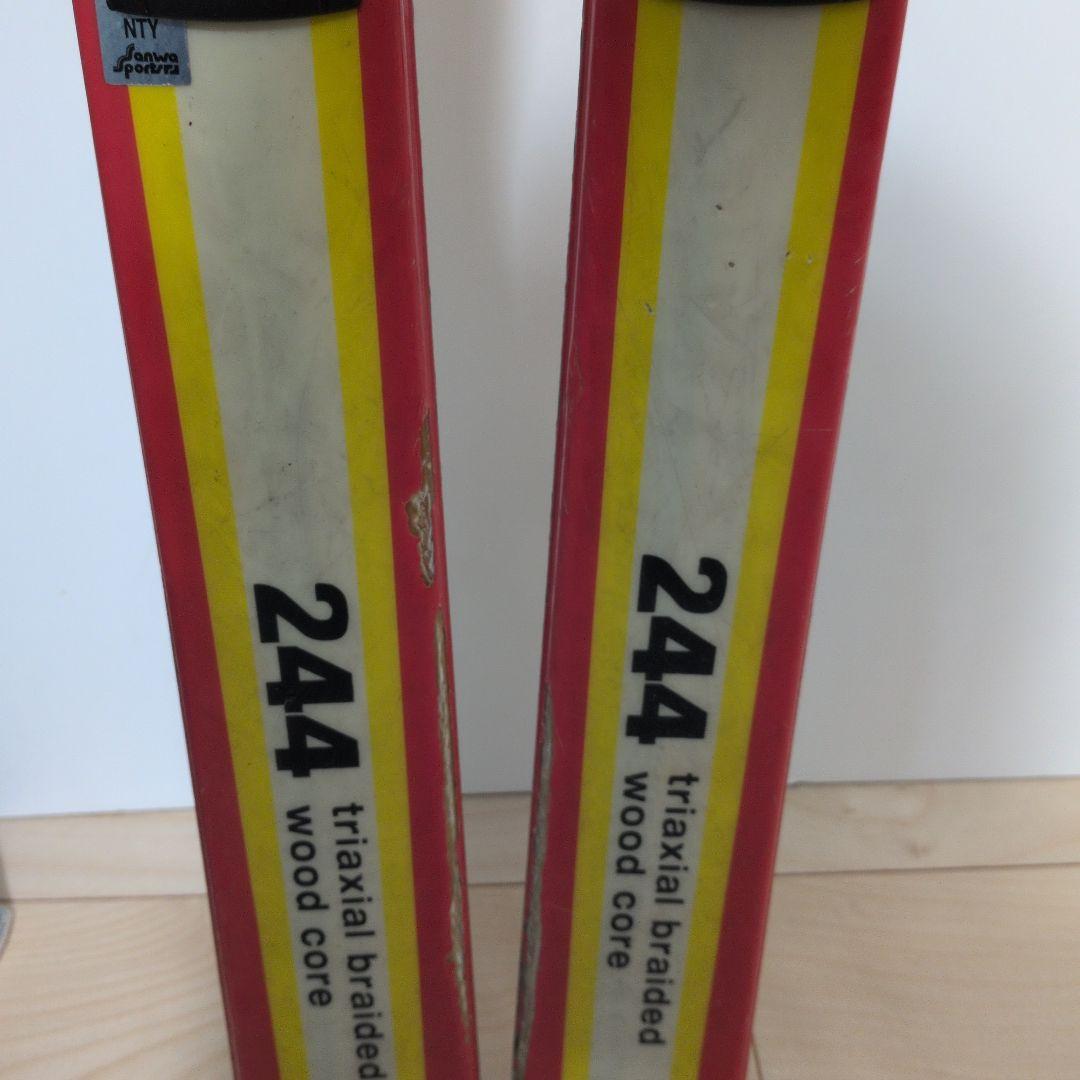 NTY
Sanwa
Sports
244
triaxial braided
wood core
244
triaxial braided
wood core